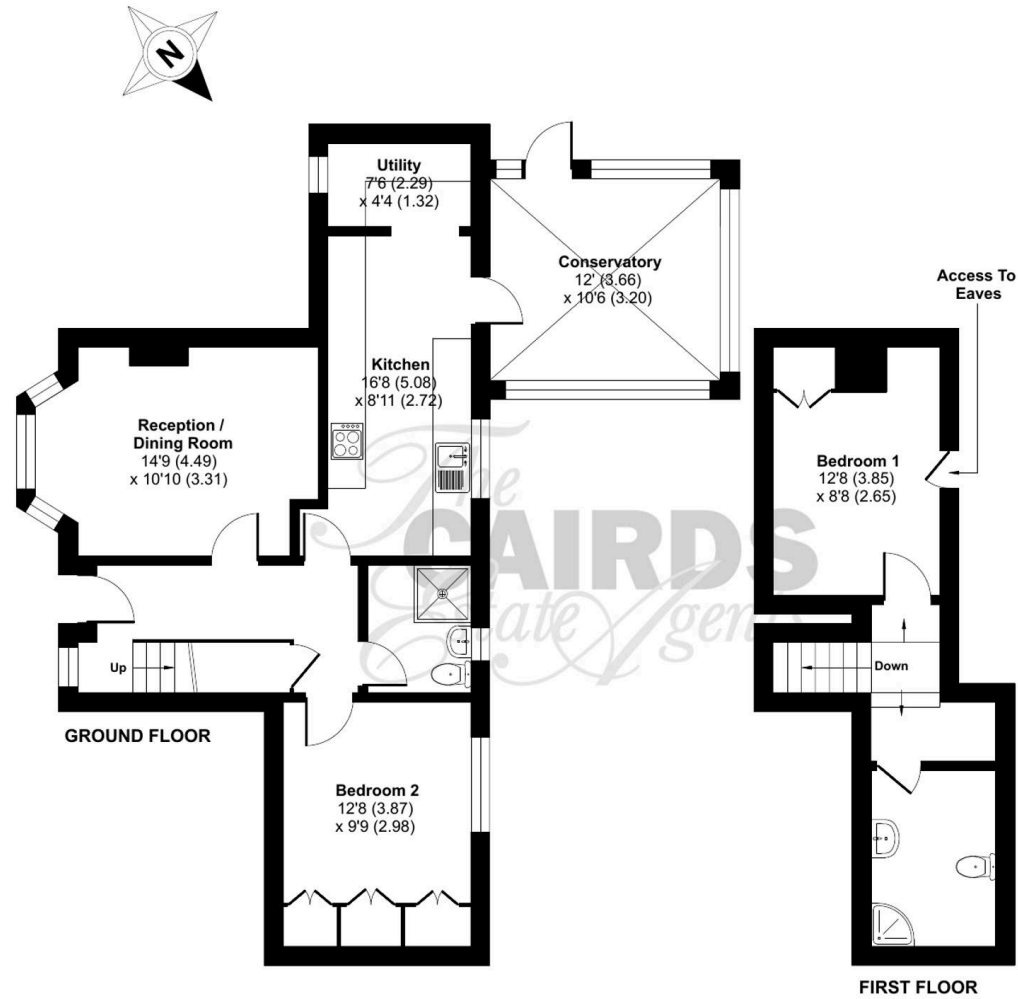 N
Utility
7'6 (2.29)
x 4'4 (1.32)
Conservatory
12' (3.66)
x 10'6 (3.20)
Access To
Eaves
Kitchen
16'8 (5.08)
x 8'11 (2.72)
Reception /
Dining Room
14'9 (4.49)
x 10'10 (3.31)
Bedroom 1
12'8 (3.85)
x 8'8 (2.65)
The
CAIRDS
Estate Agents
Up
Down
GROUND FLOOR
Bedroom 2
12'8 (3.87)
x 9'9 (2.98)
FIRST FLOOR